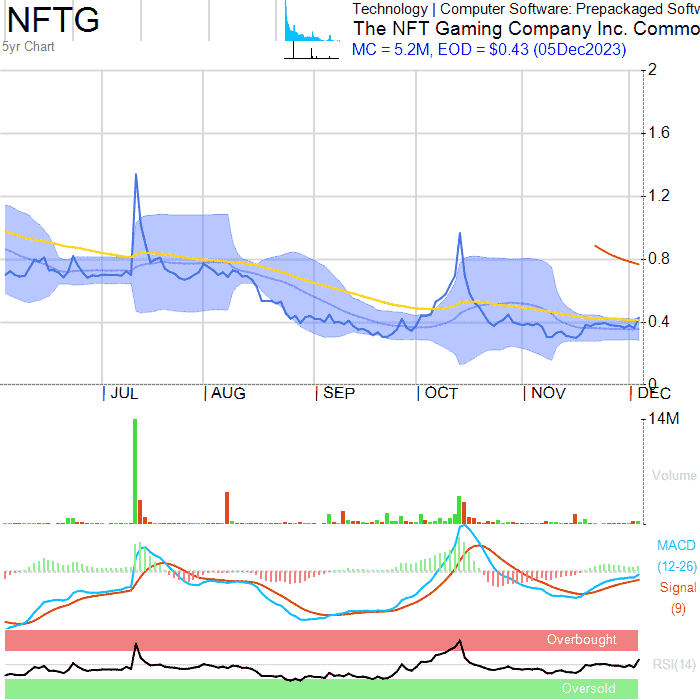 NFTG
5yr Chart
Technology | Computer Software: Prepackaged Softw
The NFT Gaming Company Inc. Commo
MC = 5.2M, EOD = $0.43 (05Dec2023)
2
1.6
1.2
0.8
0.4
0
JUL AUG SEP OCT NOV DEC
14M
Volume
MACD
(12-26)
Signal
(9)
Overbought
RSI(14)
Oversold